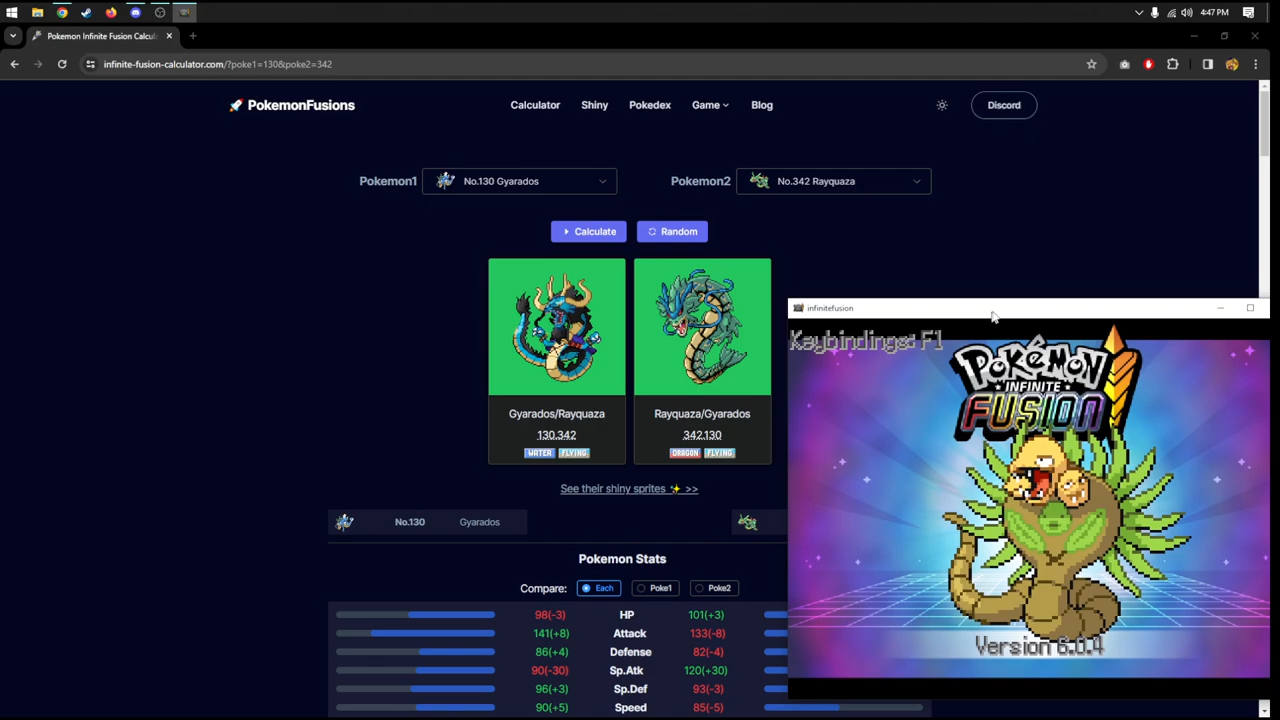 4:47 PM
Pokemon Infinite Fusion Calcul
infinite-fusion-calculator.com/?poke1=130&poke2=342
PokemonFusions
Calculator
Shiny
Pokedex
Game
Blog
Discord
Pokemon1
No.130 Gyarados
Pokemon2
No.342 Rayquaza
Calculate
Random
Gyarados/Rayquaza
130.342
WATER
FLYING
Rayquaza/Gyarados
342.130
DRAGON
FLYING
See their shiny sprites ✨ >>
No.130
Gyarados
Pokemon Stats
Compare:
Each
Poke1
Poke2
98(-3) HP 101(+3)
141(+8) Attack 133(-8)
86(+4) Defense 82(-4)
90(-30) Sp.Atk 120(+30)
96(+3) Sp.Def 93(-3)
90(+5) Speed 85(-5)
infinitefusion
Keybindings: F1
POKéMON
INFINITE
FUSION
Version 6.0.4